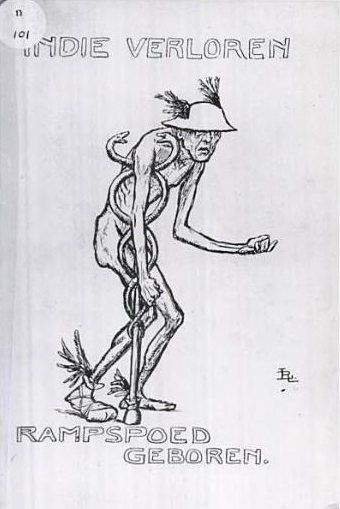 n
101
INDIE VERLOREN
RAMPSPOED
GEBOREN.